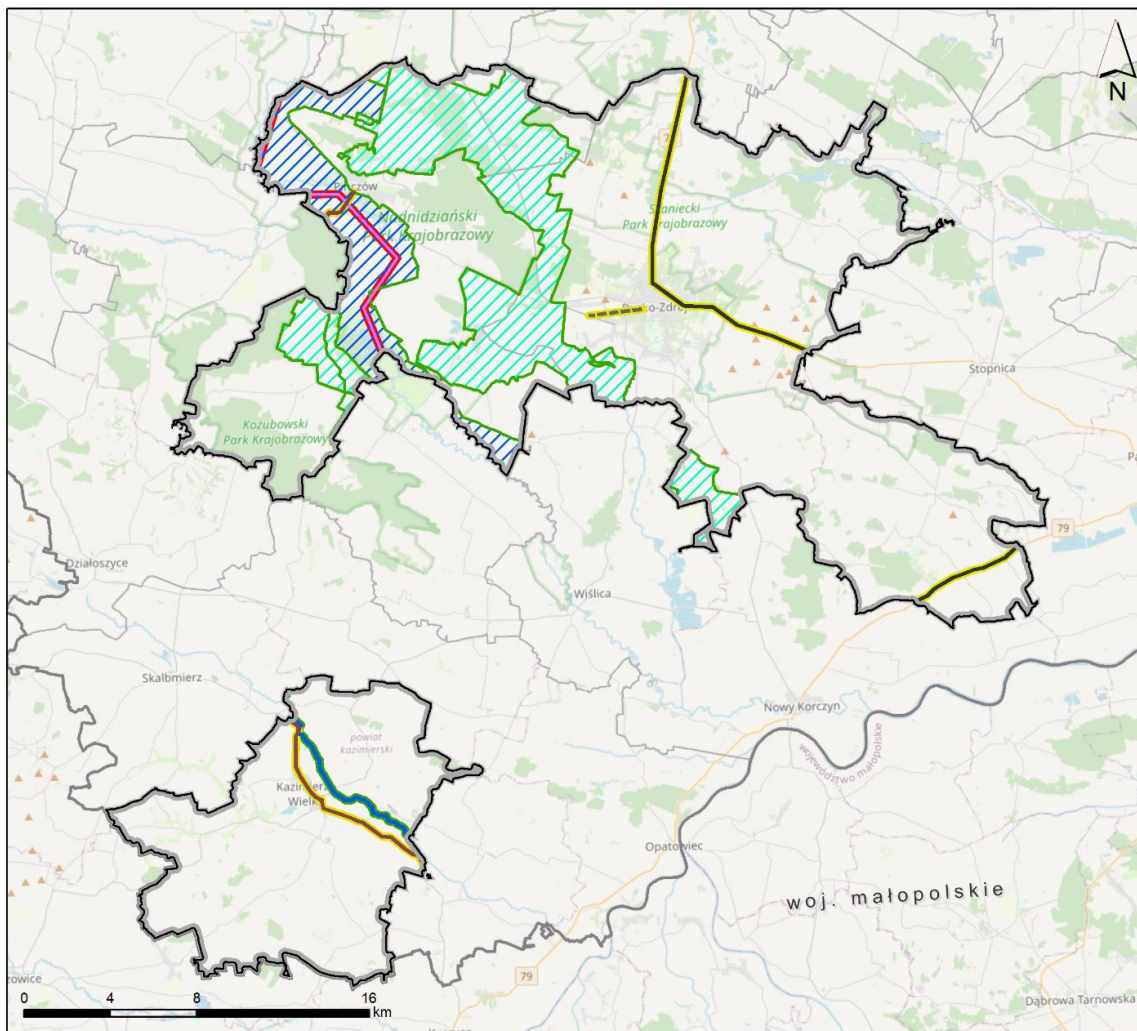 N
Pińczów
Nadnidziański
Park Krajobrazowy
Szaniecki
Park Krajobrazowy
Busko-Zdrój
Stopnica
Kozubowski
Park Krajobrazowy
79
Działoszyce
Wiślica
Skalbmierz
Nowy Korczyn
powiat
kazimierski
województwo małopolskie
Kazimierza
Wielka
Opatowiec
woj. małopolskie
79
0 4 8 16
km
Dąbrowa Tarnowska